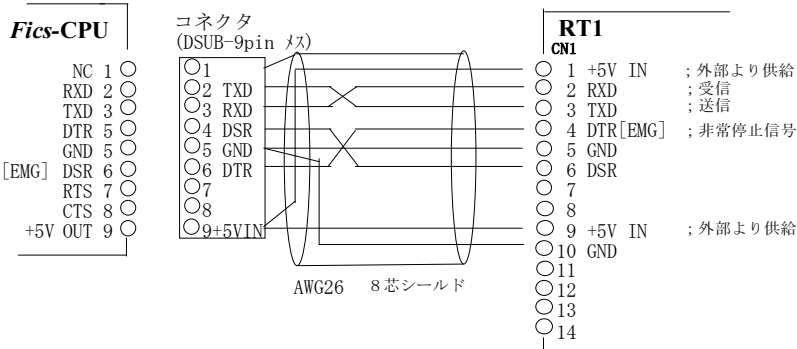 Fics-CPU
NC 1
RXD 2
TXD 3
DTR 5
GND 5
[EMG] DSR 6
RTS 7
CTS 8
+5V OUT 9
コネクタ
(DSUB-9pin ﾒｽ)
1
2 TXD
3 RXD
4 DSR
5 GND
6 DTR
7
8
9+5VIN
AWG26 8芯シールド
RT1
CN1
1 +5V IN ;外部より供給
2 RXD ;受信
3 TXD ;送信
4 DTR[EMG] ;非常停止信号
5 GND
6 DSR
7
8
9 +5V IN ;外部より供給
10 GND
11
12
13
14